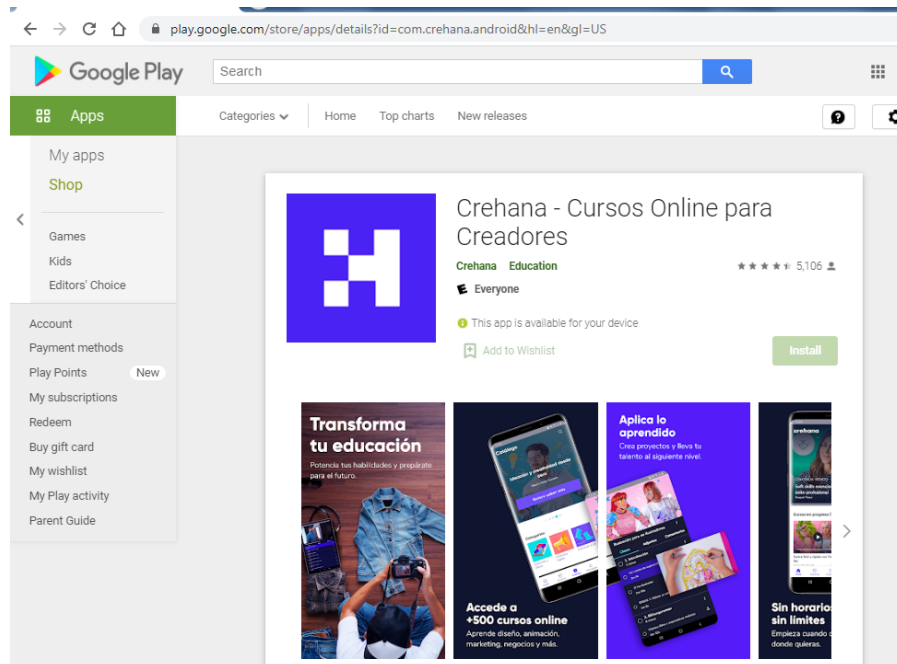 play.google.com/store/apps/details?id=com.crehana.android&hl=en&gl=US
Google Play
Search
Apps
Categories
Home
Top charts
New releases
My apps
Shop
Games
Kids
Editors' Choice
Account
Payment methods
Play Points
New
My subscriptions
Redeem
Buy gift card
My wishlist
My Play activity
Parent Guide
Crehana - Cursos Online para
Creadores
Crehana Education
5,106
E Everyone
This app is available for your device
Add to Wishlist
Install
Transforma
tu educación
Potencia tus habilidades y prepárate
para el futuro.
Catálogo
Accede a
+500 cursos online
Aprende diseño, animación,
marketing, negocios y más.
Aplica lo
aprendido
Crea proyectos y lleva tu
talento al siguiente nivel.
crehana
Sin horario
sin límites
Empieza cuando
donde quieras.